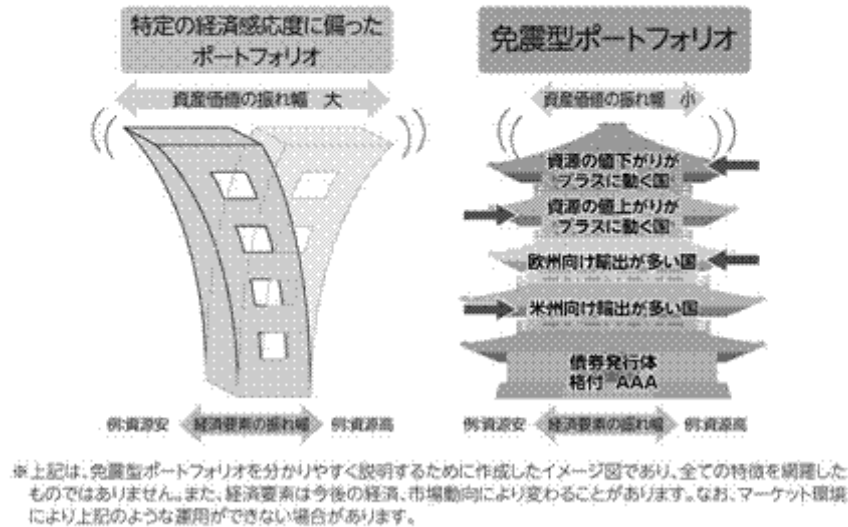 特定の経済感応度に偏った
ポートフォリオ
資産価値の振れ幅 大
例:資源安
経済要素の振れ幅
例:資源高
免震型ポートフォリオ
資産価値の振れ幅 小
資源の値下がりが
プラスに動く国
資源の値上がりが
プラスに動く国
欧州向け輸出が多い国
米州向け輸出が多い国
債券発行体
格付 AAA
例:資源安
経済要素の振れ幅
例:資源高
※上記は、免震型ポートフォリオを分かりやすく説明するために作成したイメージ図であり、全ての特徴を網羅した
ものではありません。また、経済要素は今後の経済、市場動向により変わることがあります。なお、マーケット環境
により上記のような運用ができない場合があります。